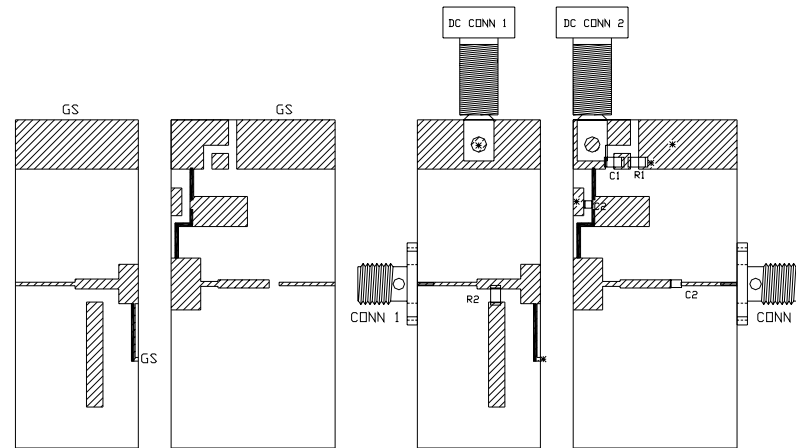 DC CONN 1
DC CONN 2
GS
GS
C1
R1
C2
R2
C2
CONN 1
CONN
GS